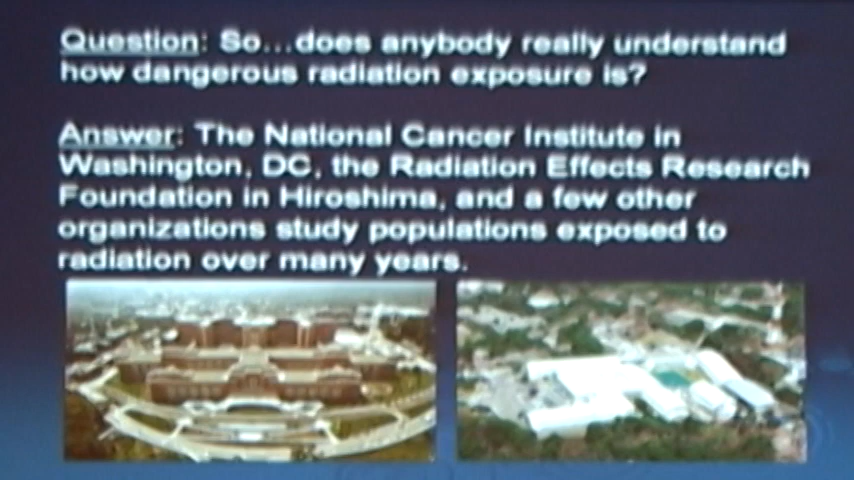 Question: So...does anybody really understand
how dangerous radiation exposure is?
Answer: The National Cancer Institute in
Washington, DC, the Radiation Effects Research
Foundation in Hiroshima, and a few other
organizations study populations exposed to
radiation over many years.